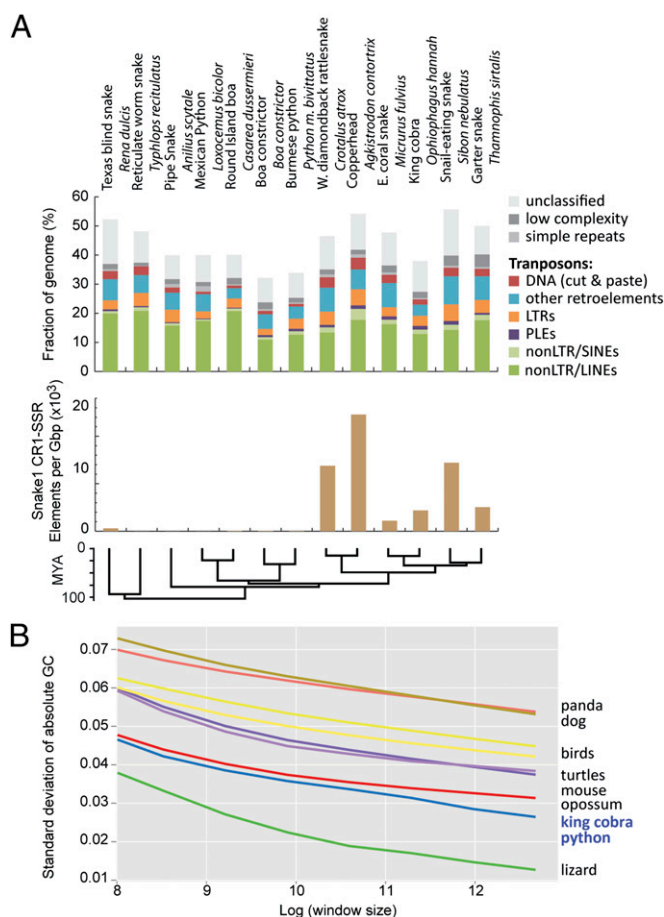 A
Texas blind snake
Rena dulcis
Reticulate worm snake
Typhlops recitulatus
Pipe Snake
Anilius scytale
Mexican Python
Loxocemus bicolor
Round Island boa
Casarea dussermieri
Boa constrictor
Boa constrictor
Burmese python
Python m. bivittatus
W. diamondback rattlesnake
Crotalus atrox
Copperhead
Agkistrodon contortrix
E. coral snake
Micrurus fulvius
King cobra
Ophiophagus hannah
Snail-eating snake
Sibon nebulatus
Garter snake
Thamnophis sirtalis
Fraction of genome (%)
60
50
40
30
20
10
0
unclassified
low complexity
simple repeats
Tranposons:
DNA (cut & paste)
other retroelements
LTRs
PLEs
nonLTR/SINEs
nonLTR/LINEs
Snake1 CR1-SSR
Elements per Gbp (x10³)
20
10
0
MYA
0
100
B
Standard deviation of absolute GC
0.07
0.06
0.05
0.04
0.03
0.02
0.01
8
9
10
11
12
Log (window size)
panda
dog
birds
turtles
mouse
opossum
king cobra
python
lizard